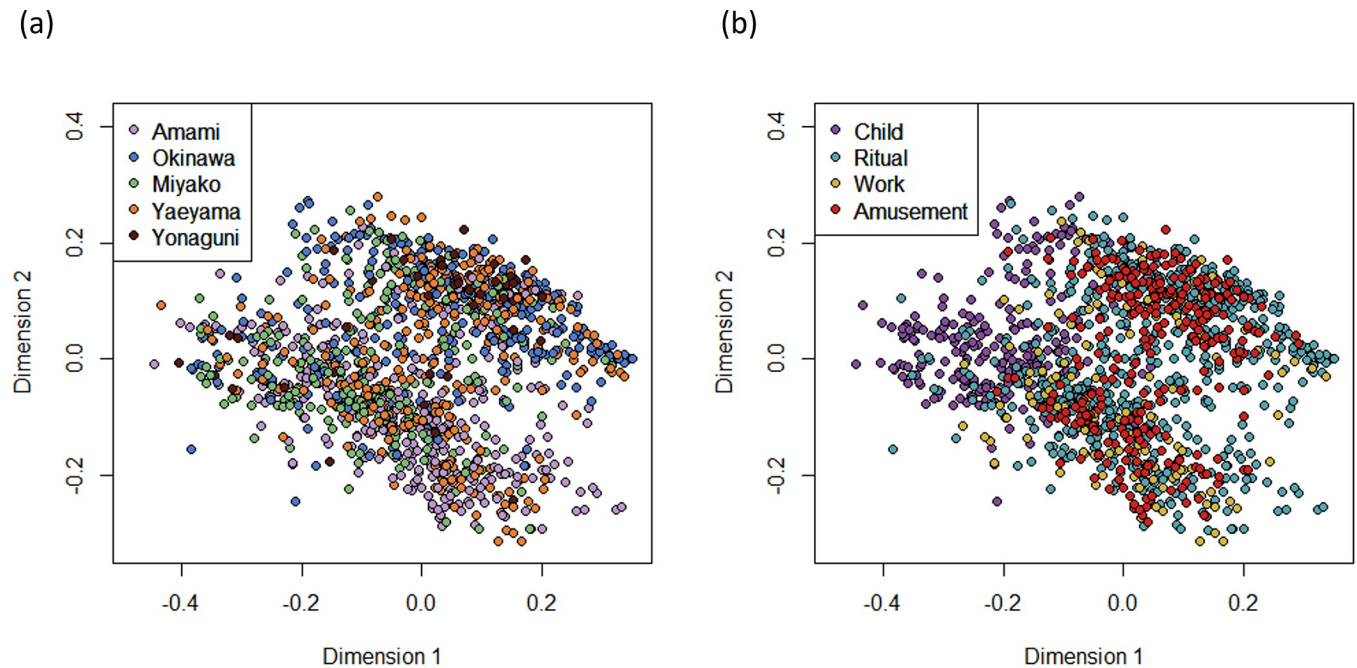 (a)
(b)
Amami
Okinawa
Miyako
Yaeyama
Yonaguni
Dimension 2
0.4
0.2
0.0
-0.2
-0.4
-0.2
0.0
0.2
Dimension 1
Child
Ritual
Work
Amusement
Dimension 2
0.4
0.2
0.0
-0.2
-0.4
-0.2
0.0
0.2
Dimension 1